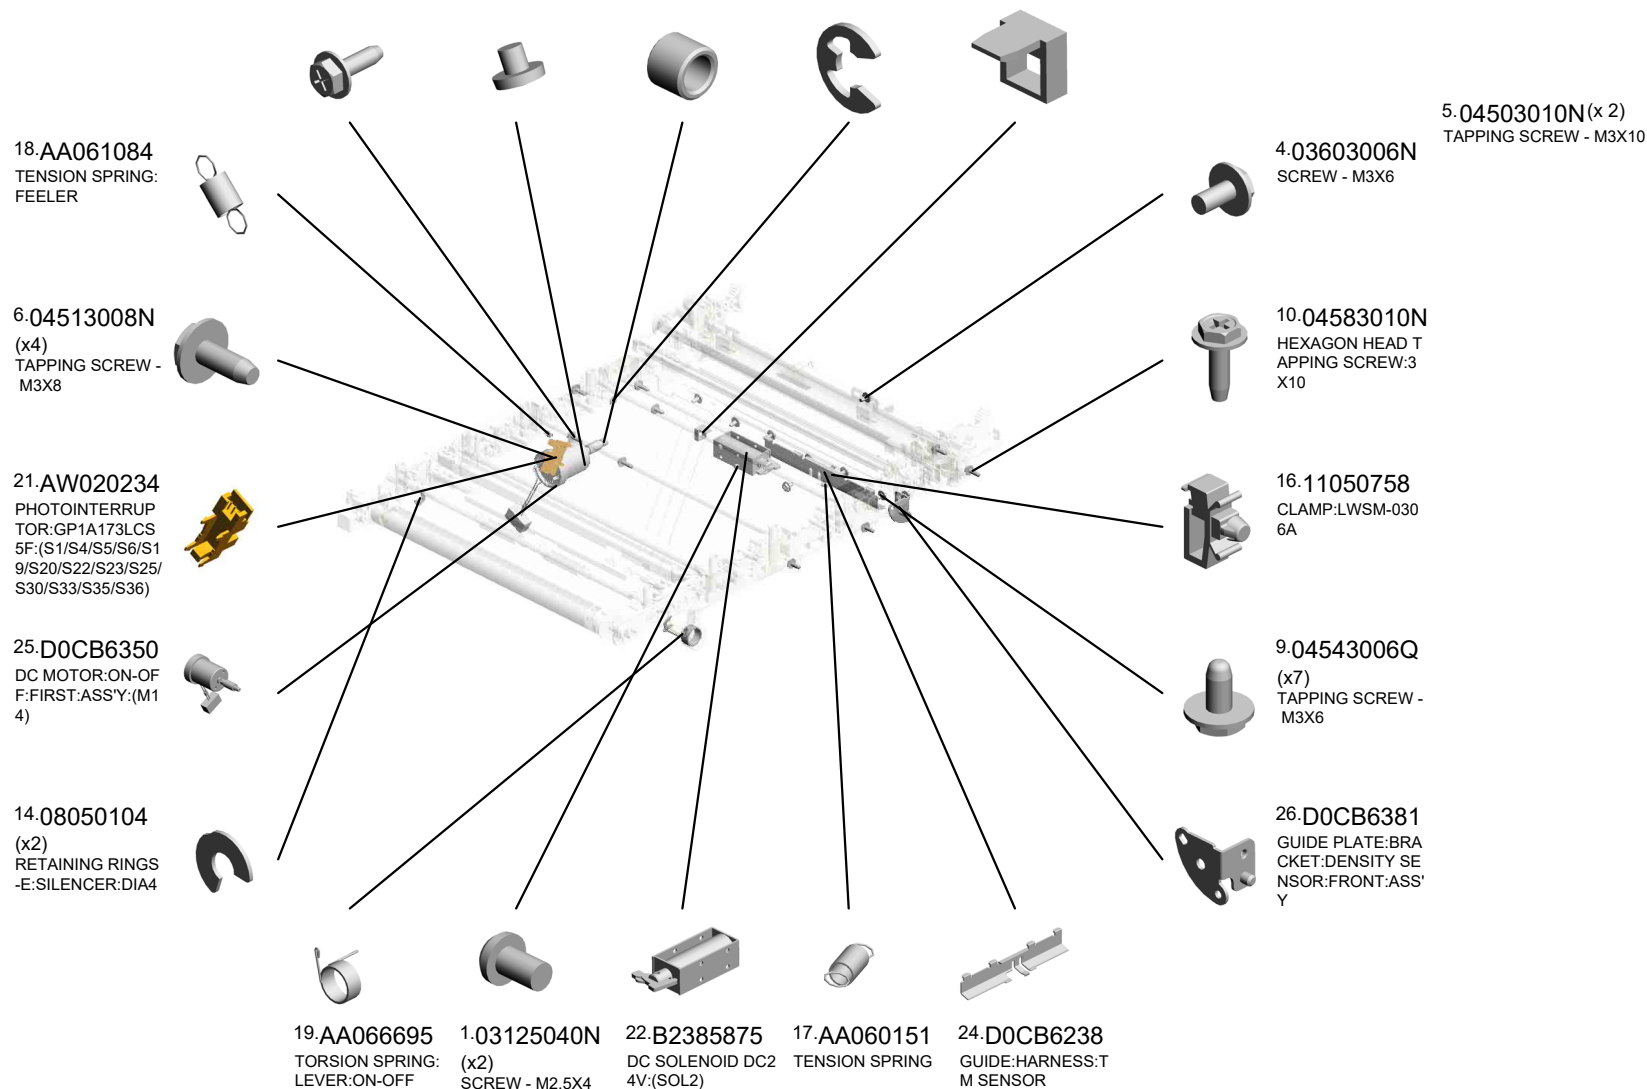 5.04503010N(x 2)
TAPPING SCREW - M3X10
18.AA061084
TENSION SPRING:
FEELER
4.03603006N
SCREW - M3X6
6.04513008N
(x4)
TAPPING SCREW -
M3X8
10.04583010N
HEXAGON HEAD T
APPING SCREW:3
X10
21.AW020234
PHOTOINTERRUP
TOR:GP1A173LCS
5F:(S1/S4/S5/S6/S1
9/S20/S22/S23/S25/
S30/S33/S35/S36)
16.11050758
CLAMP:LWSM-030
6A
25.D0CB6350
DC MOTOR:ON-OF
F:FIRST:ASS'Y:(M1
4)
9.04543006Q
(x7)
TAPPING SCREW -
M3X6
14.08050104
(x2)
RETAINING RINGS
-E:SILENCER:DIA4
26.D0CB6381
GUIDE PLATE:BRA
CKET:DENSITY SE
NSOR:FRONT:ASS'
Y
19.AA066695
TORSION SPRING:
LEVER:ON-OFF
1.03125040N
(x2)
SCREW - M2.5X4
22.B2385875
DC SOLENOID DC2
4V:(SOL2)
17.AA060151
TENSION SPRING
24.D0CB6238
GUIDE:HARNESS:T
M SENSOR